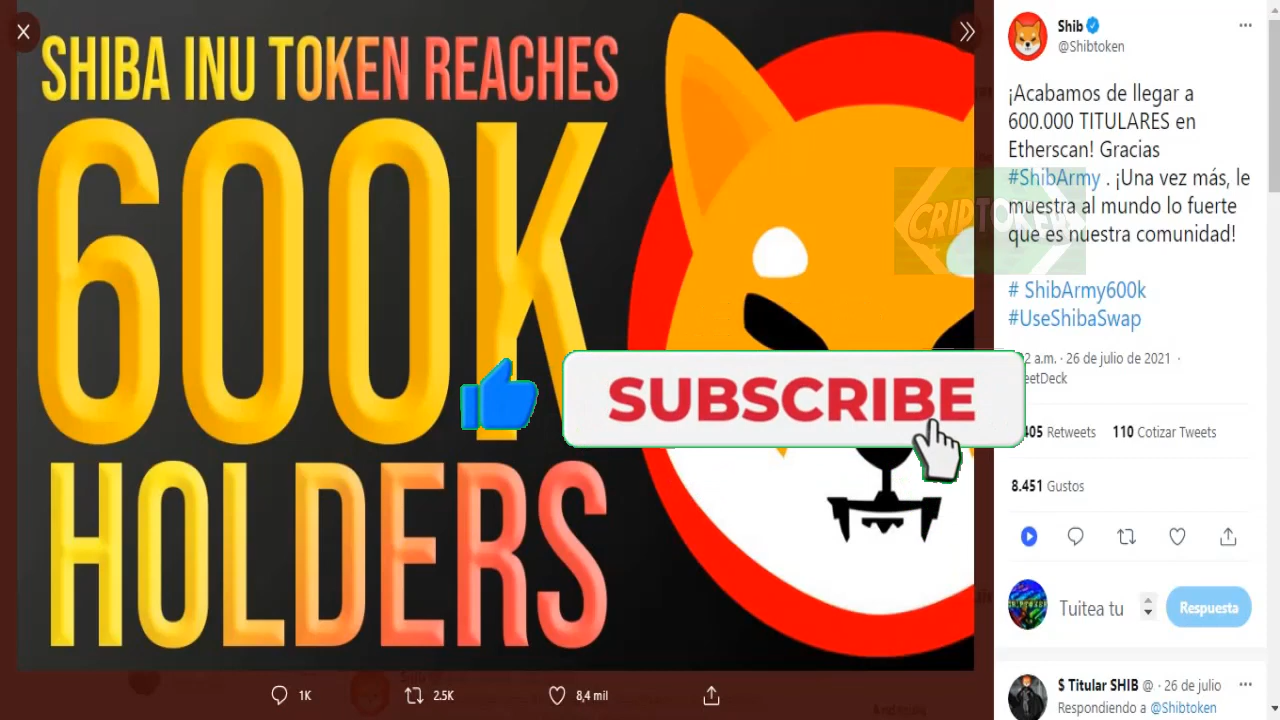 SHIBA INU TOKEN REACHES
600K
HOLDERS
SUBSCRIBE
1K
2.5K
8,4 mil
Shib
@Shibtoken
¡Acabamos de llegar a
600.000 TITULARES en
Etherscan! Gracias
#ShibArmy . ¡Una vez más, le
muestra al mundo lo fuerte
que es nuestra comunidad!
# ShibArmy600k
#UseShibaSwap
a.m. · 26 de julio de 2021 ·
405 Retweets 110 Cotizar Tweets
8.451 Gustos
Tuitea tu
Respuesta
$ Titular SHIB @ · 26 de julio
Respondiendo a @Shibtoken